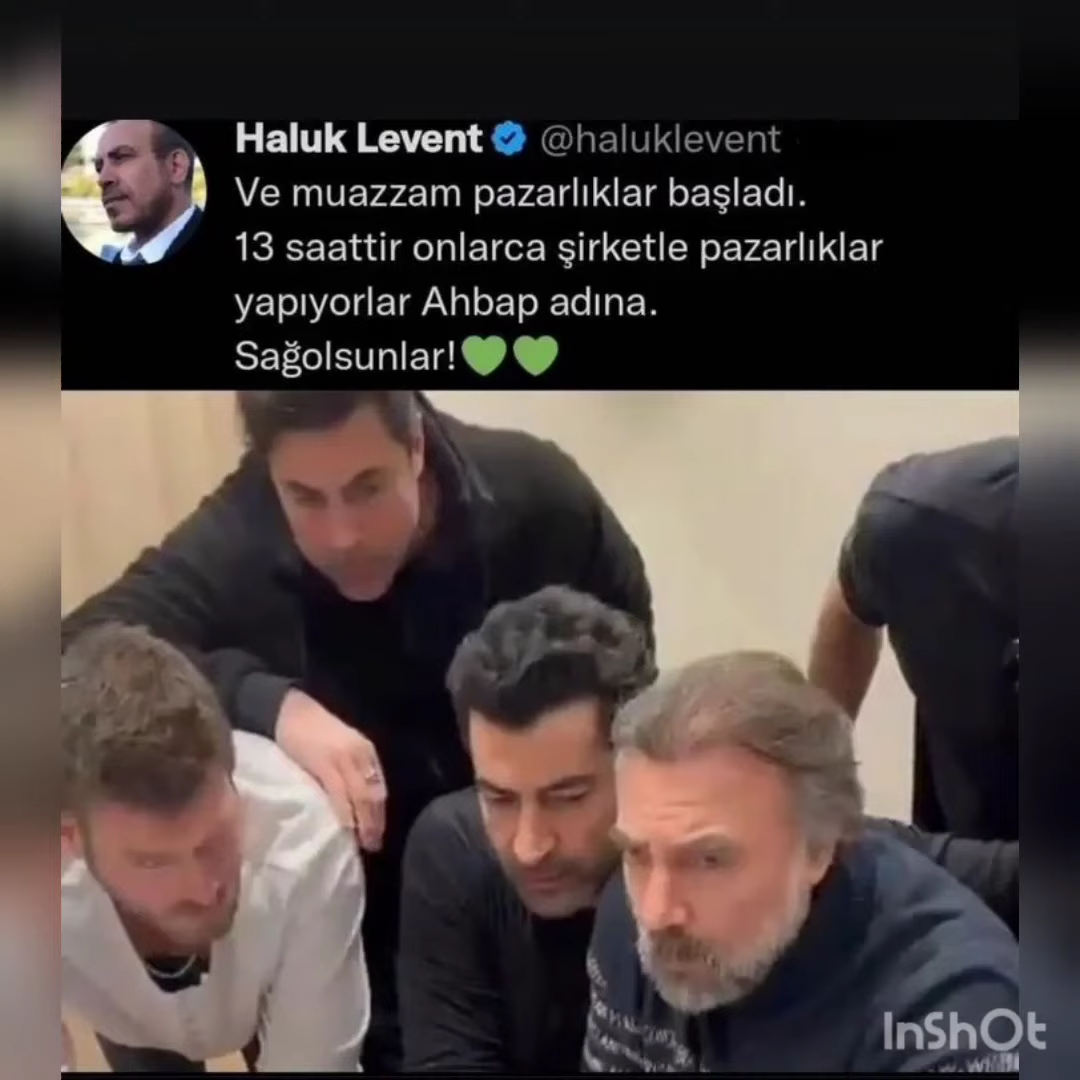 Haluk Levent @haluklevent
Ve muazzam pazarlıklar başladı.
13 saattir onlarca şirketle pazarlıklar
yapıyorlar Ahbap adına.
Sağolsunlar!💚💚
InShOt